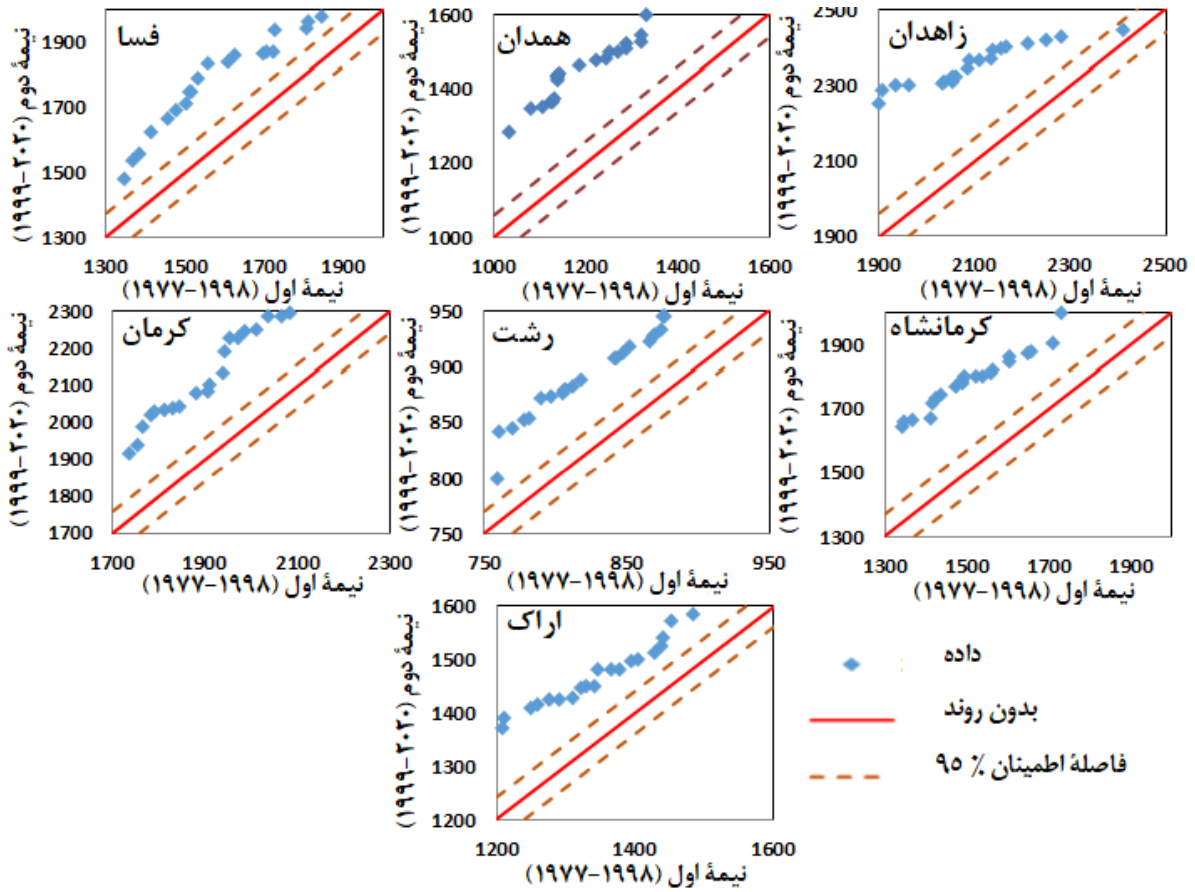 فسا
نیمهٔ دوم (۱۹۹۹-۲۰۲۰)
1900
1700
1500
1300
1300 1500 1700 1900
نیمهٔ اول (۱۹۷۷-۱۹۹۸)
همدان
نیمهٔ دوم (۱۹۹۹-۲۰۲۰)
1600
1400
1200
1000
1000 1200 1400 1600
نیمهٔ اول (۱۹۷۷-۱۹۹۸)
زاهدان
نیمهٔ دوم (۱۹۹۹-۲۰۲۰)
2500
2300
2100
1900
1900 2100 2300 2500
نیمهٔ اول (۱۹۷۷-۱۹۹۸)
کرمان
نیمهٔ دوم (۱۹۹۹-۲۰۲۰)
2300
2200
2100
2000
1900
1800
1700
1700 1900 2100 2300
نیمهٔ اول (۱۹۷۷-۱۹۹۸)
رشت
نیمهٔ دوم (۱۹۹۹-۲۰۲۰)
950
900
850
800
750
750 850 950
نیمهٔ اول (۱۹۷۷-۱۹۹۸)
کرمانشاه
نیمهٔ دوم (۱۹۹۹-۲۰۲۰)
1900
1700
1500
1300
1300 1500 1700 1900
نیمهٔ اول (۱۹۷۷-۱۹۹۸)
اراک
نیمهٔ دوم (۱۹۹۹-۲۰۲۰)
1600
1500
1400
1300
1200
1200 1400 1600
نیمهٔ اول (۱۹۷۷-۱۹۹۸)
داده
بدون روند
فاصلهٔ اطمینان ٪ ۹۵